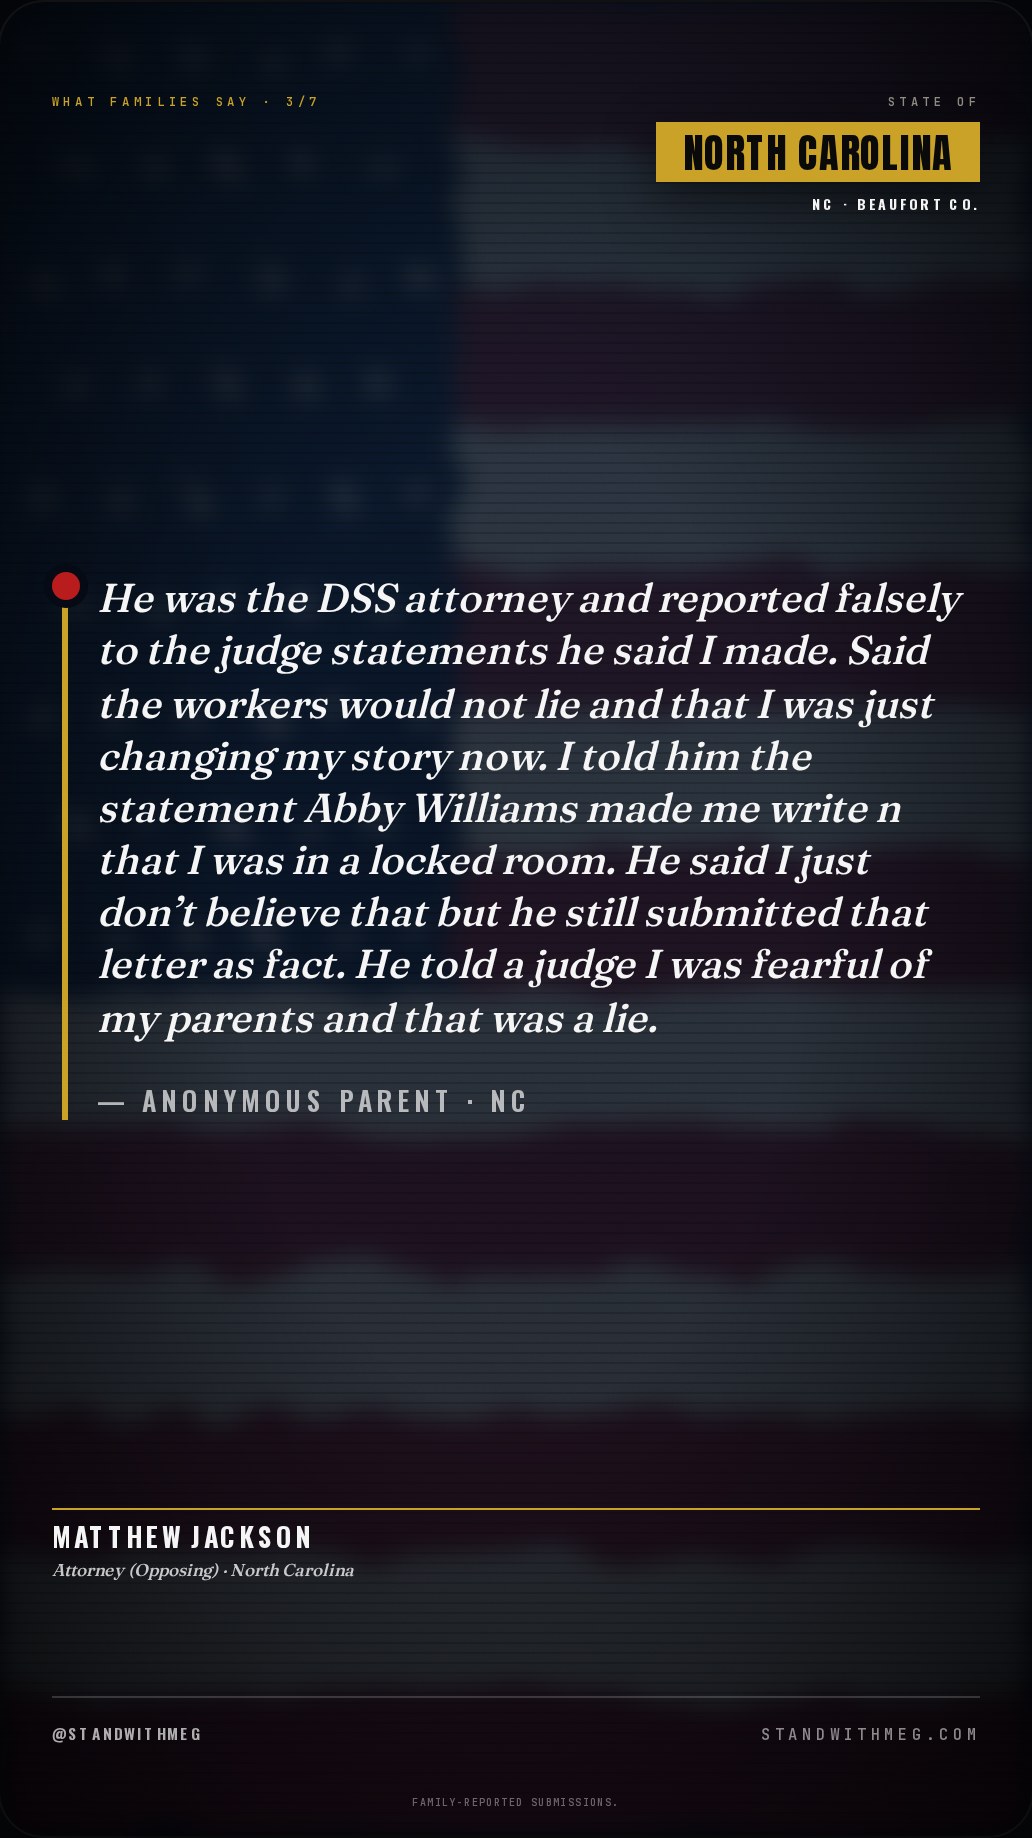 WHAT FAMILIES SAY · 3/7
STATE OF
NORTH CAROLINA
NC · BEAUFORT CO.
He was the DSS attorney and reported falsely
to the judge statements he said I made. Said
the workers would not lie and that I was just
changing my story now. I told him the
statement Abby Williams made me write n
that I was in a locked room. He said I just
don’t believe that but he still submitted that
letter as fact. He told a judge I was fearful of
my parents and that was a lie.
— ANONYMOUS PARENT · NC
MATTHEW JACKSON
Attorney (Opposing) · North Carolina
@STANDWITHMEG
STANDWITHMEG.COM
FAMILY-REPORTED SUBMISSIONS.